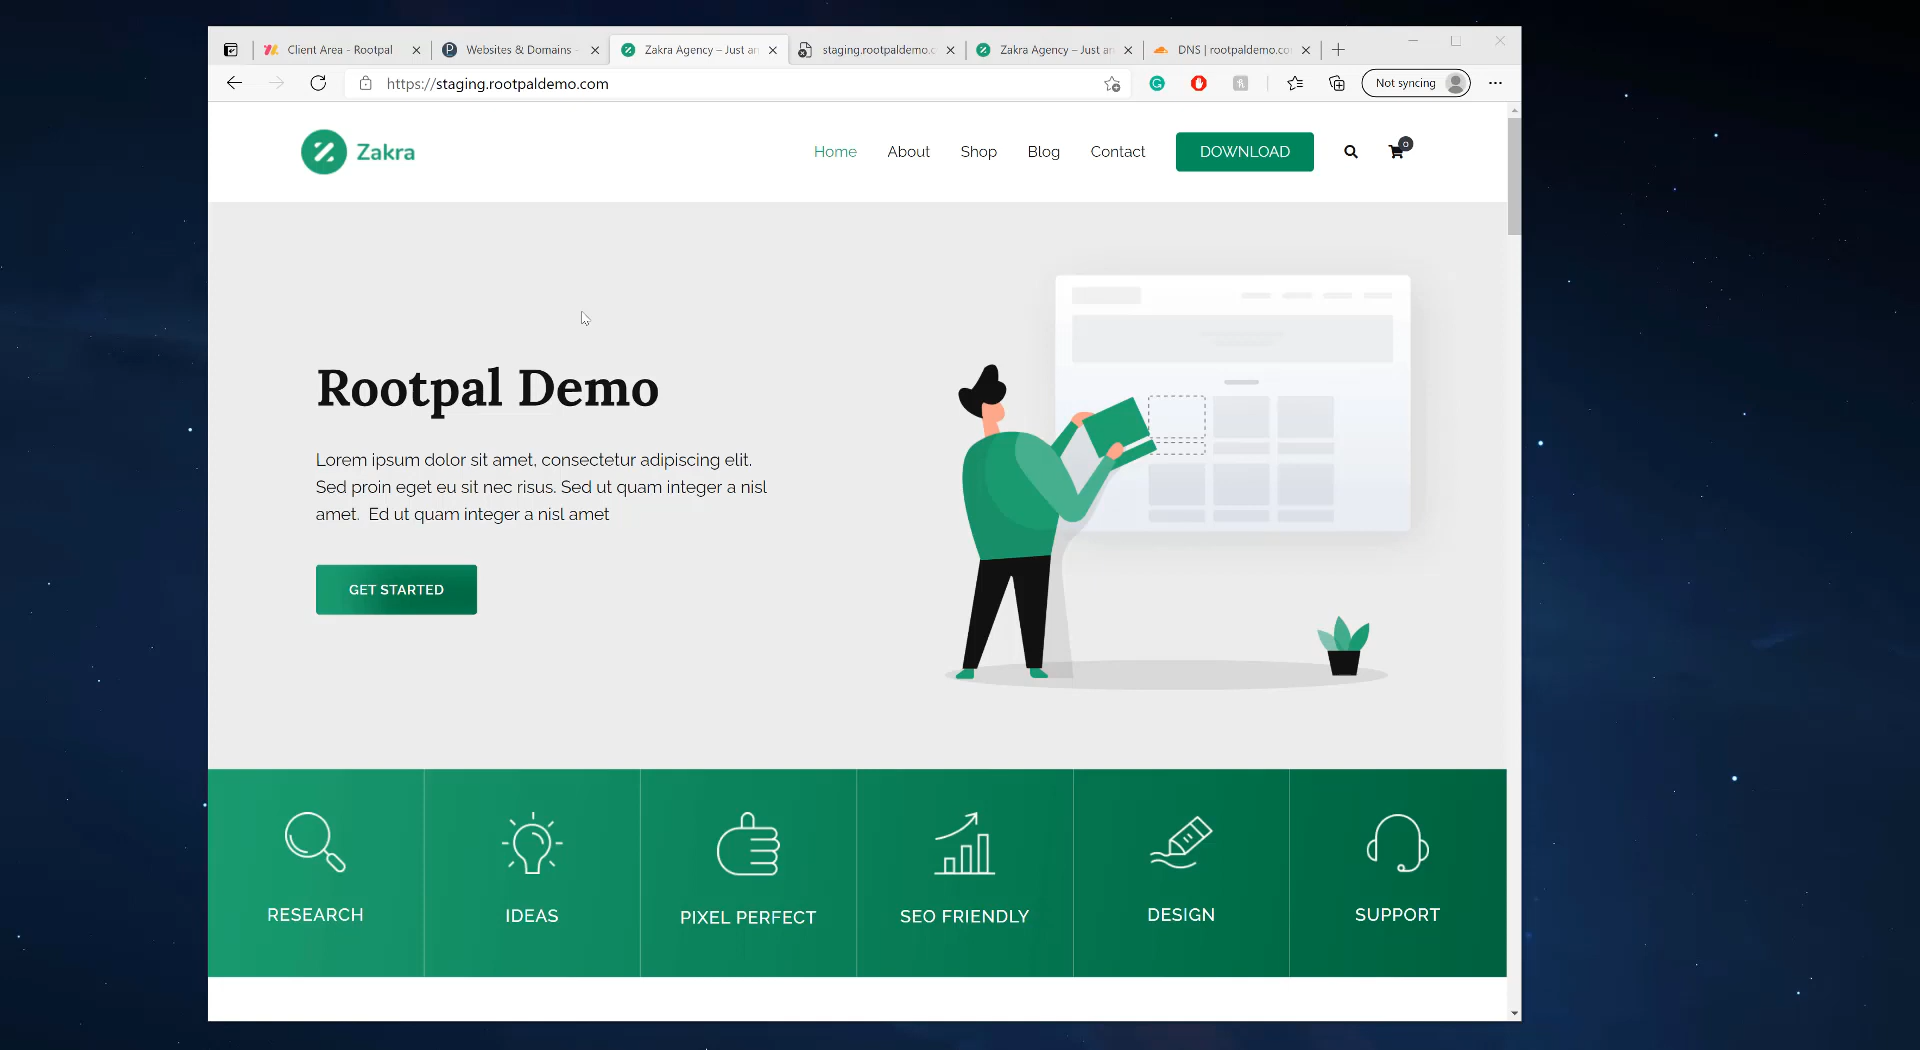 Client Area - Rootpal
Websites & Domains -
Zakra Agency – Just an
staging.rootpaldemo.c
Zakra Agency – Just an
DNS | rootpaldemo.co
https://staging.rootpaldemo.com
Not syncing
Zakra
Home
About
Shop
Blog
Contact
DOWNLOAD
0
Rootpal Demo
Lorem ipsum dolor sit amet, consectetur adipiscing elit.
Sed proin eget eu sit nec risus. Sed ut quam integer a nisl
amet.  Ed ut quam integer a nisl amet
GET STARTED
RESEARCH
IDEAS
PIXEL PERFECT
SEO FRIENDLY
DESIGN
SUPPORT